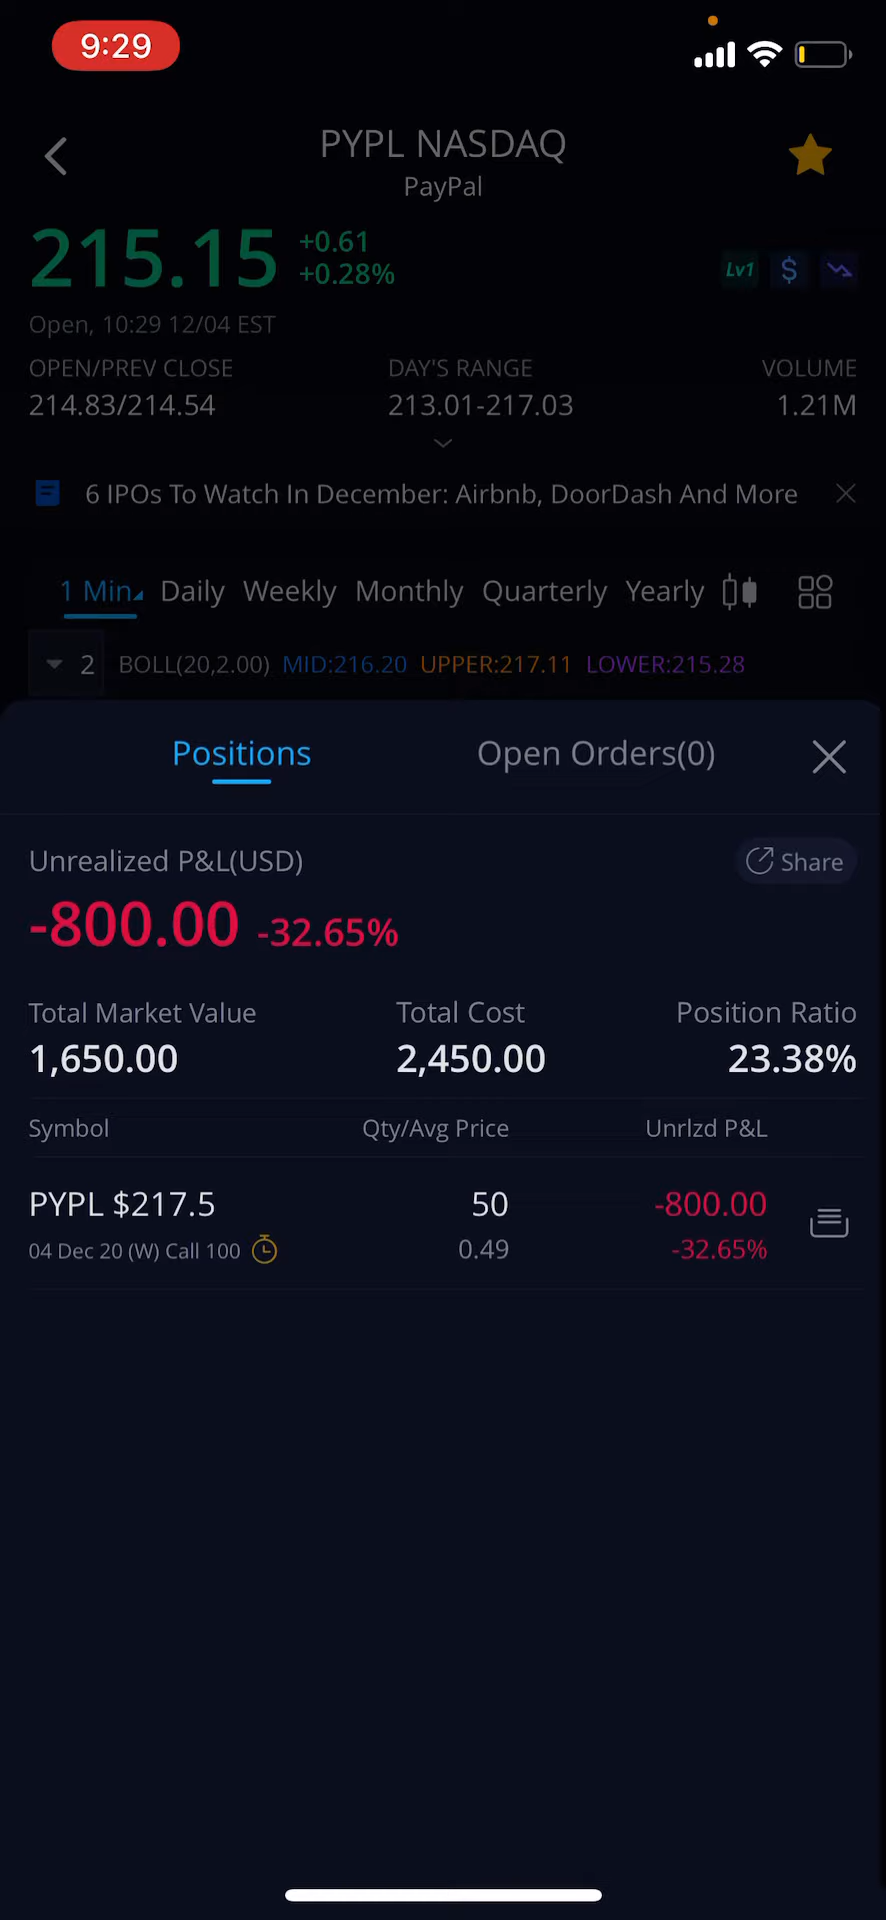 9:29
PYPL NASDAQ
PayPal
215.15 +0.61
+0.28%
Lv1 $
Open, 10:29 12/04 EST
OPEN/PREV CLOSE DAY'S RANGE VOLUME
214.83/214.54 213.01-217.03 1.21M
6 IPOs To Watch In December: Airbnb, DoorDash And More
1 Min Daily Weekly Monthly Quarterly Yearly
2 BOLL(20,2.00) MID:216.20 UPPER:217.11 LOWER:215.28
Positions Open Orders(0)
Unrealized P&L(USD) Share
-800.00 -32.65%
Total Market Value Total Cost Position Ratio
1,650.00 2,450.00 23.38%
Symbol Qty/Avg Price Unrlzd P&L
PYPL $217.5 50 -800.00
04 Dec 20 (W) Call 100 0.49 -32.65%